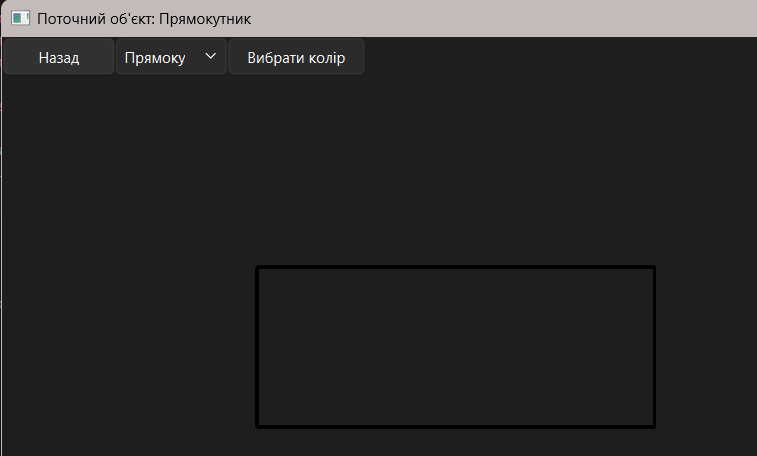 Поточний об'єкт: Прямокутник
Назад
Прямоку
Вибрати колір